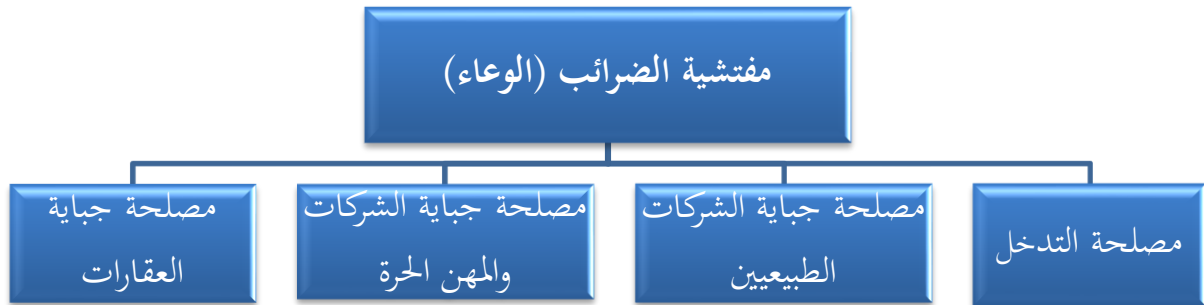 مفتشية الضرائب (الوعاء)
مصلحة التدخل
مصلحة جباية الشركات
الطبيعيين
مصلحة جباية الشركات
والمهن الحرة
مصلحة جباية
العقارات